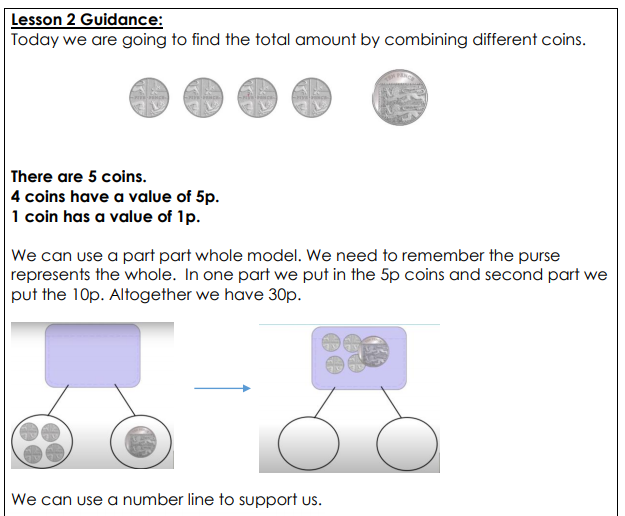 Lesson 2 Guidance:
Today we are going to find the total amount by combining different coins.
There are 5 coins.
4 coins have a value of 5p.
1 coin has a value of 1p.
We can use a part part whole model. We need to remember the purse
represents the whole. In one part we put in the 5p coins and second part we
put the 10p. Altogether we have 30p.
We can use a number line to support us.